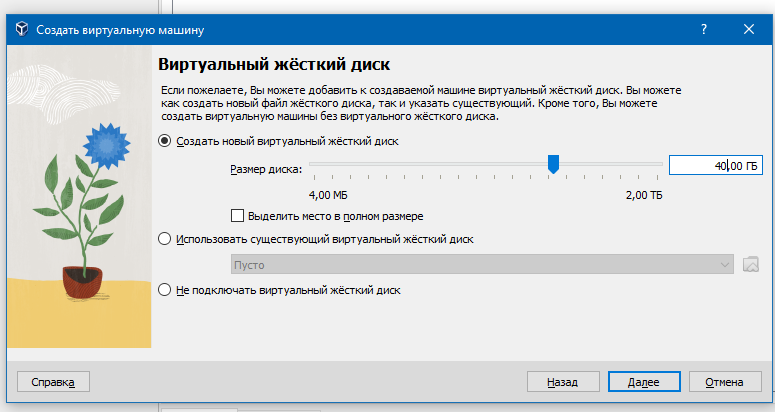 Создать виртуальную машину
?
Виртуальный жёсткий диск
Если пожелаете, Вы можете добавить к создаваемой машине виртуальный жёсткий диск. Вы можете
как создать новый файл жёсткого диска, так и указать существующий. Кроме того, Вы можете
создать виртуальную машины без виртуального жёсткого диска.
Создать новый виртуальный жёсткий диск
Размер диска:
40,00 ГБ
4,00 МБ
2,00 ТБ
Выделить место в полном размере
Использовать существующий виртуальный жёсткий диск
Пусто
Не подключать виртуальный жёсткий диск
Справка
Назад
Далее
Отмена